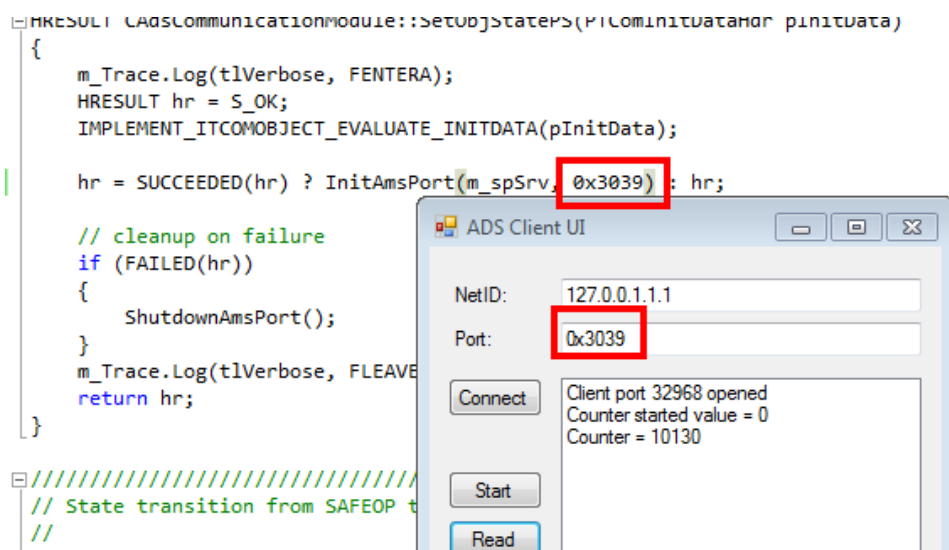 HRESULT CAdsCommunicationModule::SetObjStatePS(PTComInitDataHdr pInitData)
{
m_Trace.Log(tlVerbose, FENTERA);
HRESULT hr = S_OK;
IMPLEMENT_ITCOMOBJECT_EVALUATE_INITDATA(pInitData);
hr = SUCCEEDED(hr) ? InitAmsPort(m_spSrv, 0x3039) : hr;
// cleanup on failure
if (FAILED(hr))
{
ShutdownAmsPort();
}
m_Trace.Log(tlVerbose, FLEAVE
return hr;
}
//////////////////////////////////
// State transition from SAFEOP t
//
ADS Client UI
NetID: 127.0.0.1.1.1
Port: 0x3039
Connect
Client port 32968 opened
Counter started value = 0
Counter = 10130
Start
Read